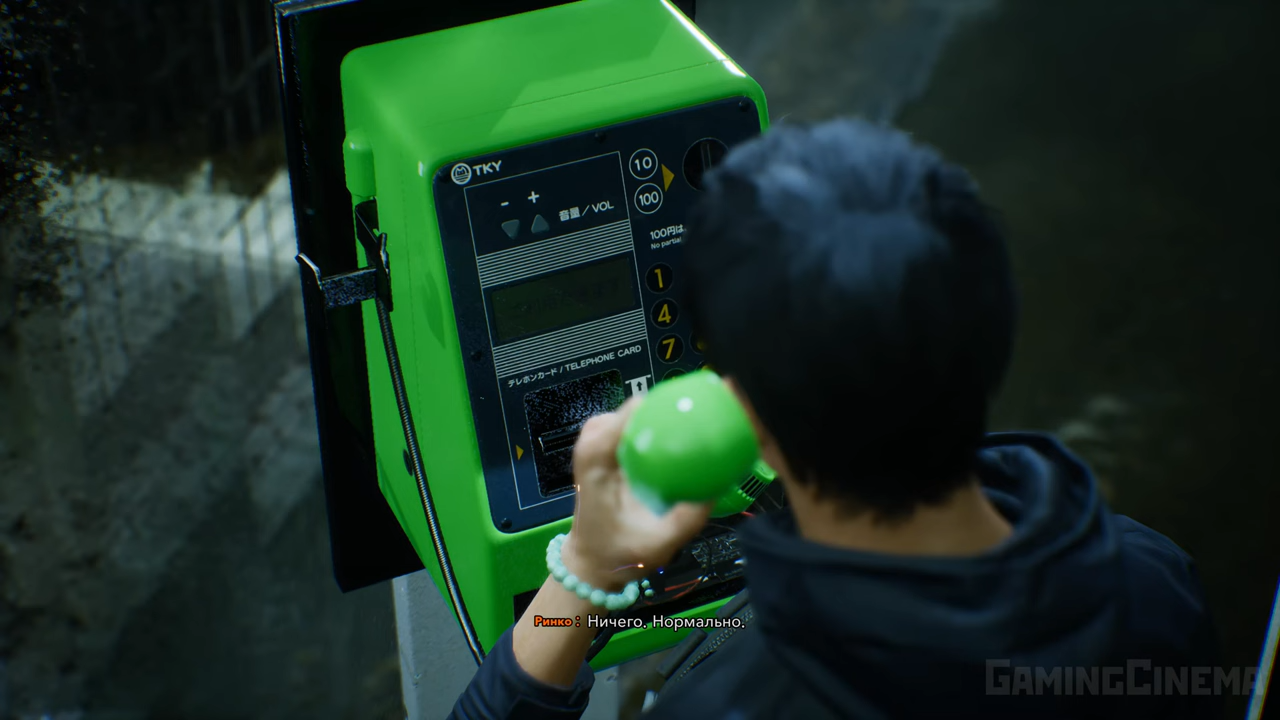 TKY
- +
音量/VOL
10
100
100円は
No partial
1
4
7
テレホンカード / TELEPHONE CARD
Ринко : Ничего. Нормально.
GAMINGCINEMA